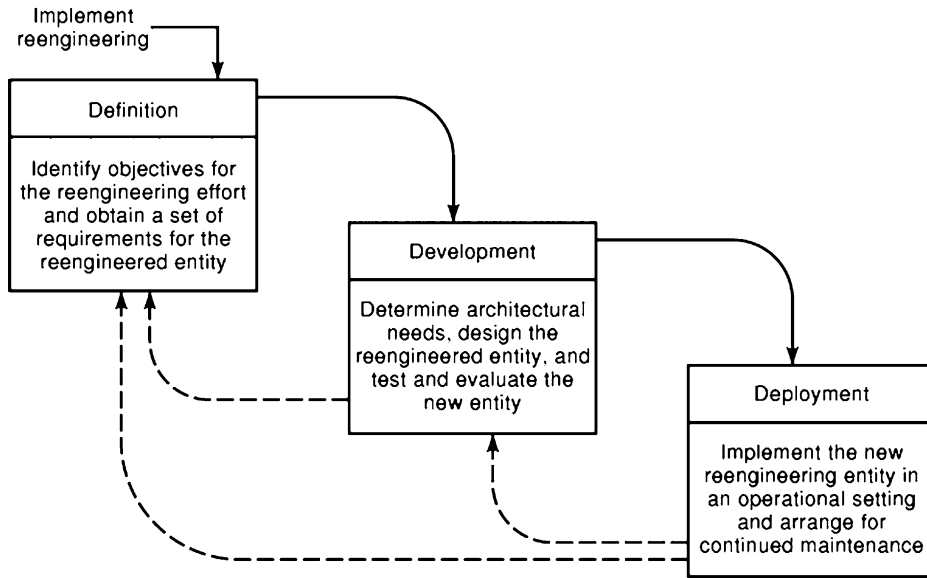 Implement
reengineering
Definition
Identify objectives for
the reengineering effort
and obtain a set of
requirements for the
reengineered entity
Development
Determine architectural
needs, design the
reengineered entity, and
test and evaluate the
new entity
Deployment
Implement the new
reengineering entity in
an operational setting
and arrange for
continued maintenance